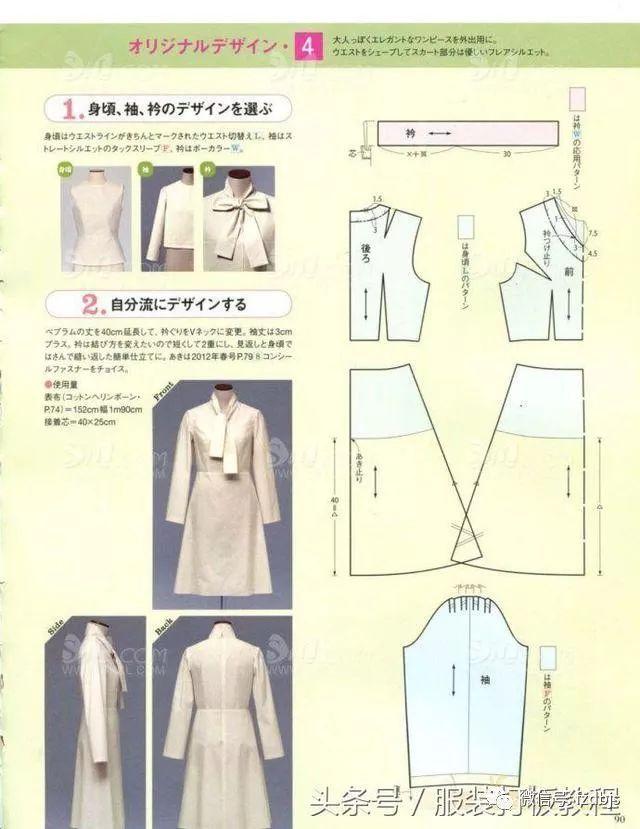 オリジナルデザイン・4
大人っぽくエレガントなワンピースを外出用に。
ウエストをシェープしてスカート部分は優しいフレアシルエット。
1.身頃、袖、衿のデザインを選ぶ
身頃はウエストラインがきちんとマークされたウエスト切替えL、袖はス
トレートシルエットのタックスリーブF、衿はボーカラーW。
身頃
袖
衿
2.自分流にデザインする
ペプラムの丈を40cm延長して、衿ぐりをVネックに変更。袖丈は3cm
プラス。衿は結び方を変えたいので短くして2重にし、見返しと身頃で
はさんで縫い返した簡単仕立てに。あきは2012年春号P.79 8 コンシー
ルファスナーをチョイス。
●使用量
表布(コットンヘリンボーン・
P.74)=152cm幅1m90cm
接着芯=40×25cm
Front
Side
Back
衿
芯
30
は衿Wの応用パターン
1.5
3
後ろ
は身頃Lのパターン
3
1.5
1
3
7.5
4.5
衿つけ止り
前
あき止り
40
袖
は袖Fのパターン
头条号/服装打板教程
微信号
90